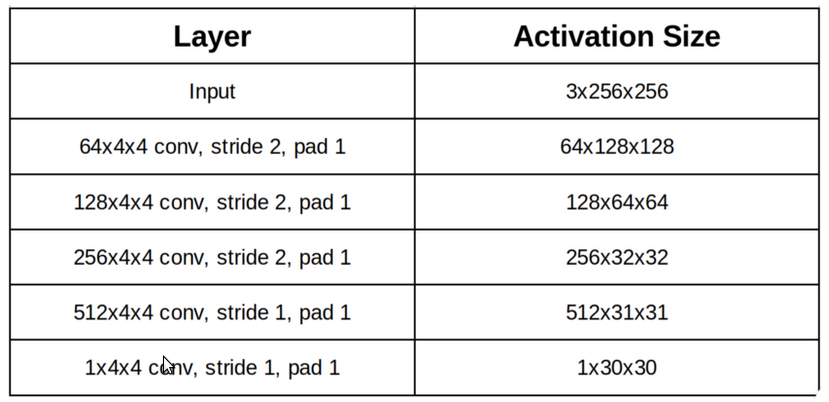 Layer Activation Size
Input 3x256x256
64x4x4 conv, stride 2, pad 1 64x128x128
128x4x4 conv, stride 2, pad 1 128x64x64
256x4x4 conv, stride 2, pad 1 256x32x32
512x4x4 conv, stride 1, pad 1 512x31x31
1x4x4 conv, stride 1, pad 1 1x30x30